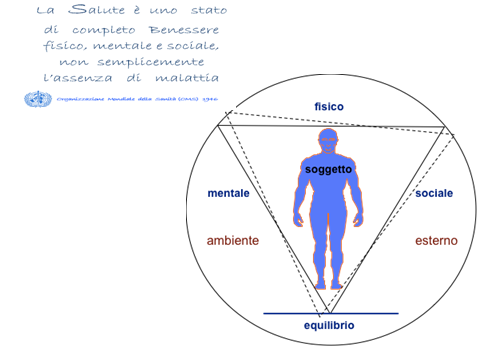 La Salute è uno stato
di completo Benessere
fisico, mentale e sociale,
non semplicemente
l'assenza di malattia
Organizzazione Mondiale della Sanità (OMS) 1946
fisico
soggetto
mentale
sociale
ambiente
esterno
equilibrio